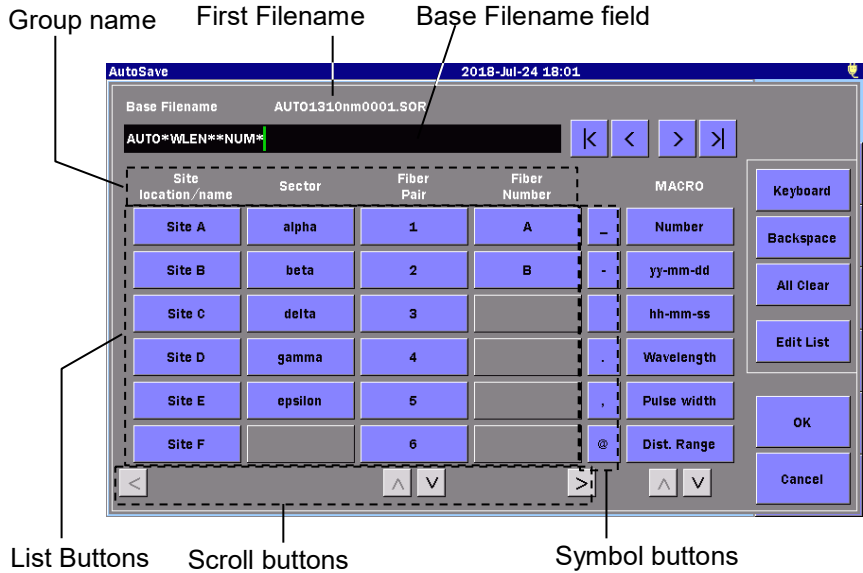 Group name First Filename Base Filename field
AutoSave 2018-Jul-24 18:01
Base Filename AUTO1310nm0001.SOR
AUTO*WLEN**NUM*
|< < > >|
Site location/name Sector Fiber Pair Fiber Number MACRO Keyboard
Site A alpha 1 A _ Number
Backspace
Site B beta 2 B - yy-mm-dd
All Clear
Site C delta 3 hh-mm-ss
Edit List
Site D gamma 4 . Wavelength
Site E epsilon 5 , Pulse width
OK
Site F 6 @ Dist. Range
Cancel
< ∧ ∨ > ∧ ∨
List Buttons Scroll buttons Symbol buttons